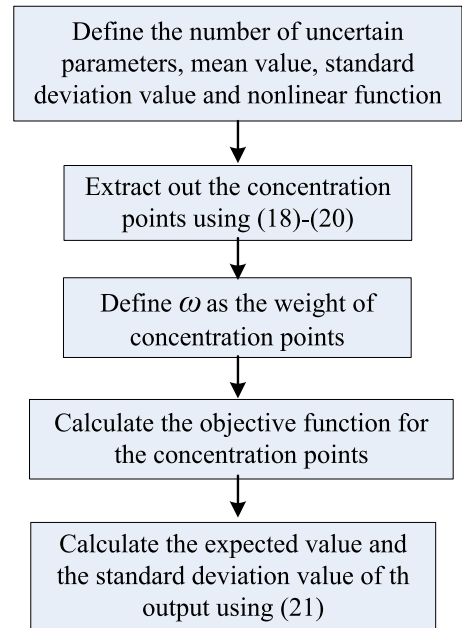 Define the number of uncertain
parameters, mean value, standard
deviation value and nonlinear function
Extract out the concentration
points using (18)-(20)
Define ω as the weight of
concentration points
Calculate the objective function for
the concentration points
Calculate the expected value and
the standard deviation value of th
output using (21)